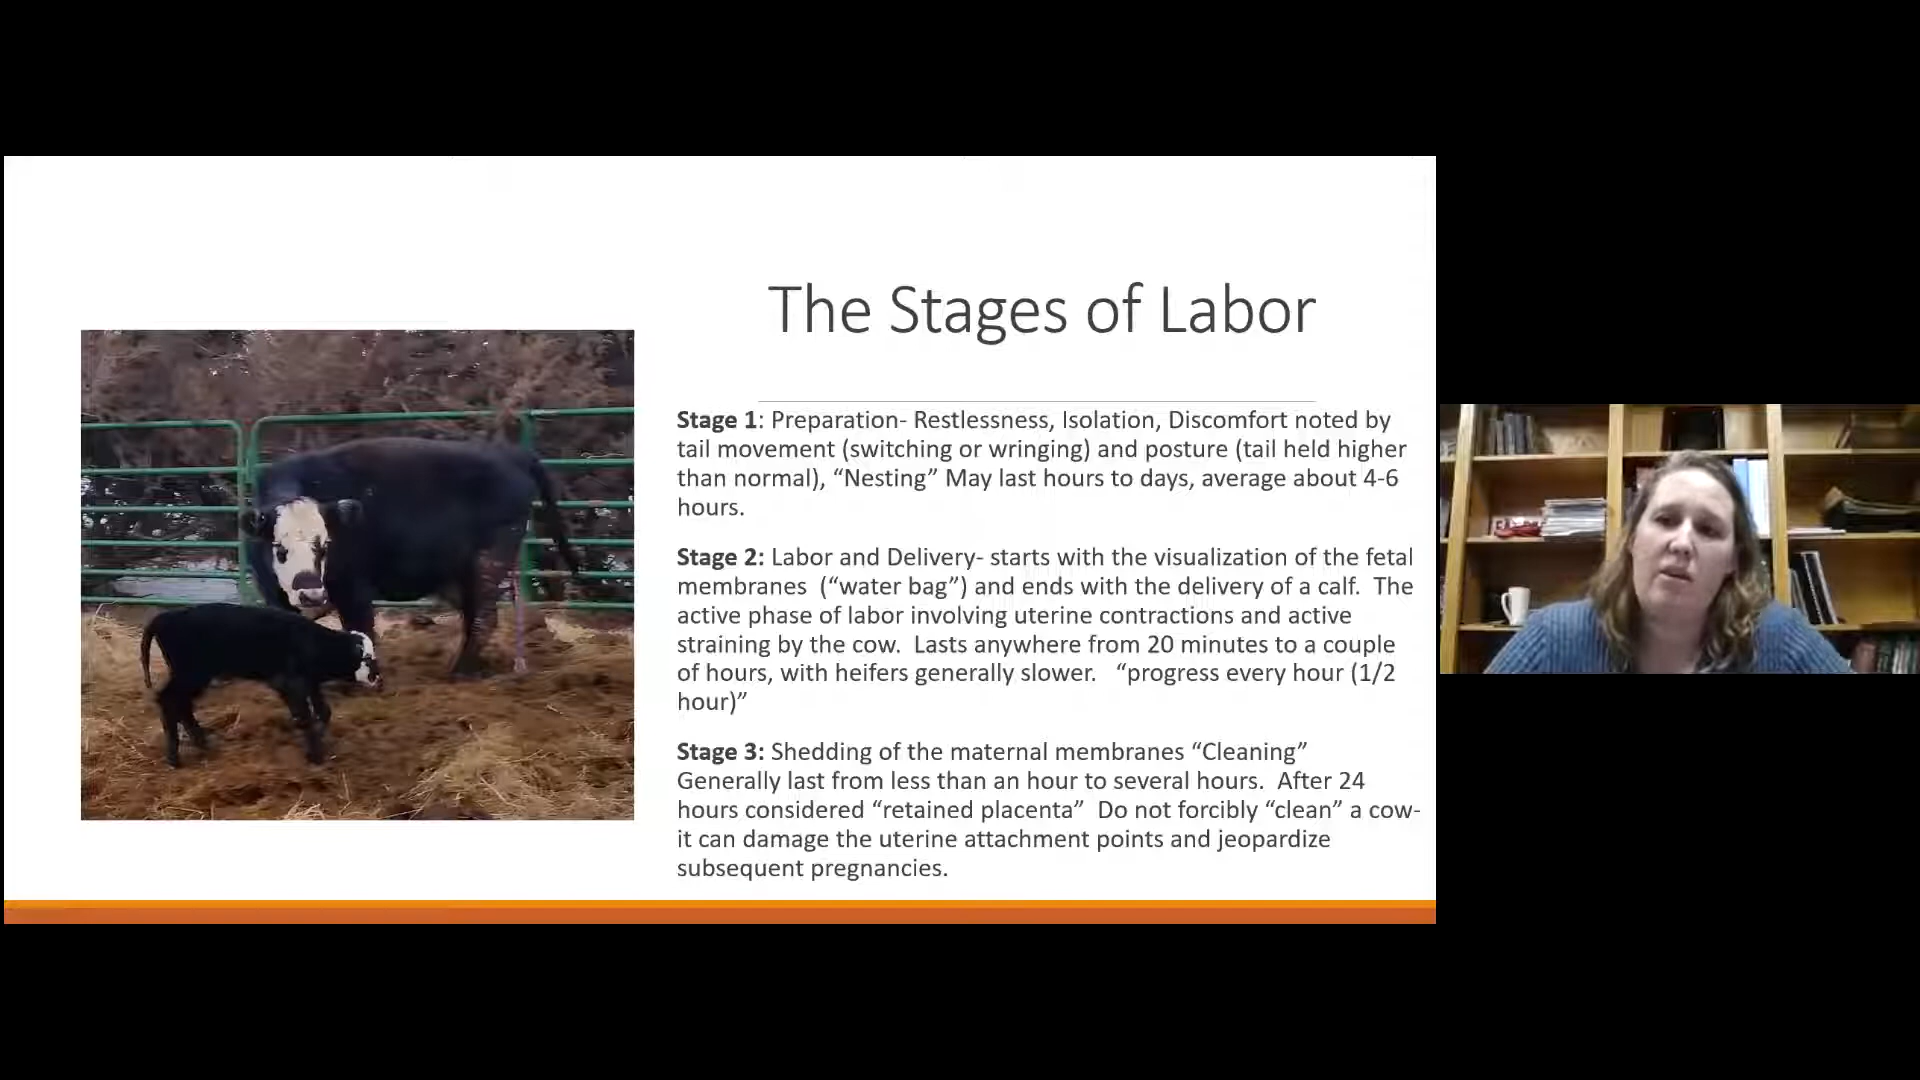 The Stages of Labor
Stage 1: Preparation- Restlessness, Isolation, Discomfort noted by
tail movement (switching or wringing) and posture (tail held higher
than normal), “Nesting” May last hours to days, average about 4-6
hours.
Stage 2: Labor and Delivery- starts with the visualization of the fetal
membranes  (“water bag”) and ends with the delivery of a calf.  The
active phase of labor involving uterine contractions and active
straining by the cow.  Lasts anywhere from 20 minutes to a couple
of hours, with heifers generally slower.   “progress every hour (1/2
hour)”
Stage 3: Shedding of the maternal membranes “Cleaning”
Generally last from less than an hour to several hours.  After 24
hours considered “retained placenta”  Do not forcibly “clean” a cow-
it can damage the uterine attachment points and jeopardize
subsequent pregnancies.